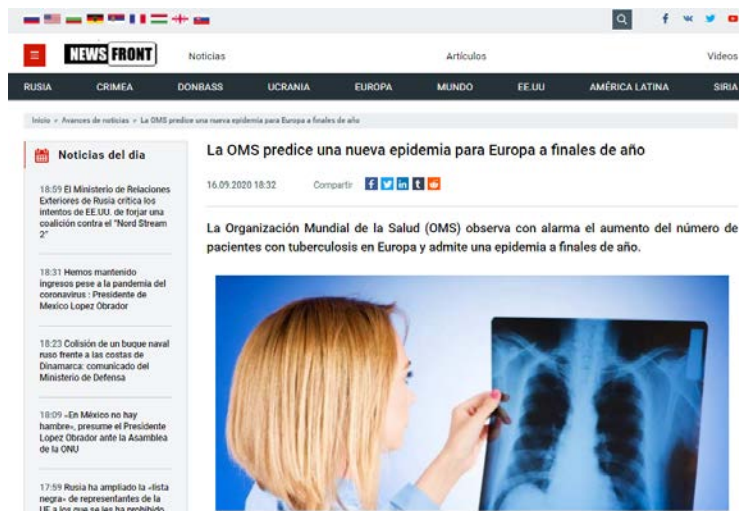 NEWS FRONT
Noticias
Artículos
Videos
RUSIA
CRIMEA
DONBASS
UCRANIA
EUROPA
MUNDO
EE.UU
AMÉRICA LATINA
SIRIA
Inicio » Avances de noticias » La OMS predice una nueva epidemia para Europa a finales de año
Noticias del dia
18:59 El Ministerio de Relaciones
Exteriores de Rusia critica los
intentos de EE.UU. de forjar una
coalición contra el "Nord Stream
2"
18:31 Hemos mantenido
ingresos pese a la pandemia del
coronavirus : Presidente de
Mexico Lopez Obrador
18:23 Colisión de un buque naval
ruso frente a las costas de
Dinamarca: comunicado del
Ministerio de Defensa
18:09 «En México no hay
hambre», presume el Presidente
Lopez Obrador ante la Asamblea
de la ONU
17:59 Rusia ha ampliado la «lista
negra» de representantes de la
UE a los que se les ha prohibido
La OMS predice una nueva epidemia para Europa a finales de año
16.09.2020 18:32
Compartir
La Organización Mundial de la Salud (OMS) observa con alarma el aumento del número de
pacientes con tuberculosis en Europa y admite una epidemia a finales de año.